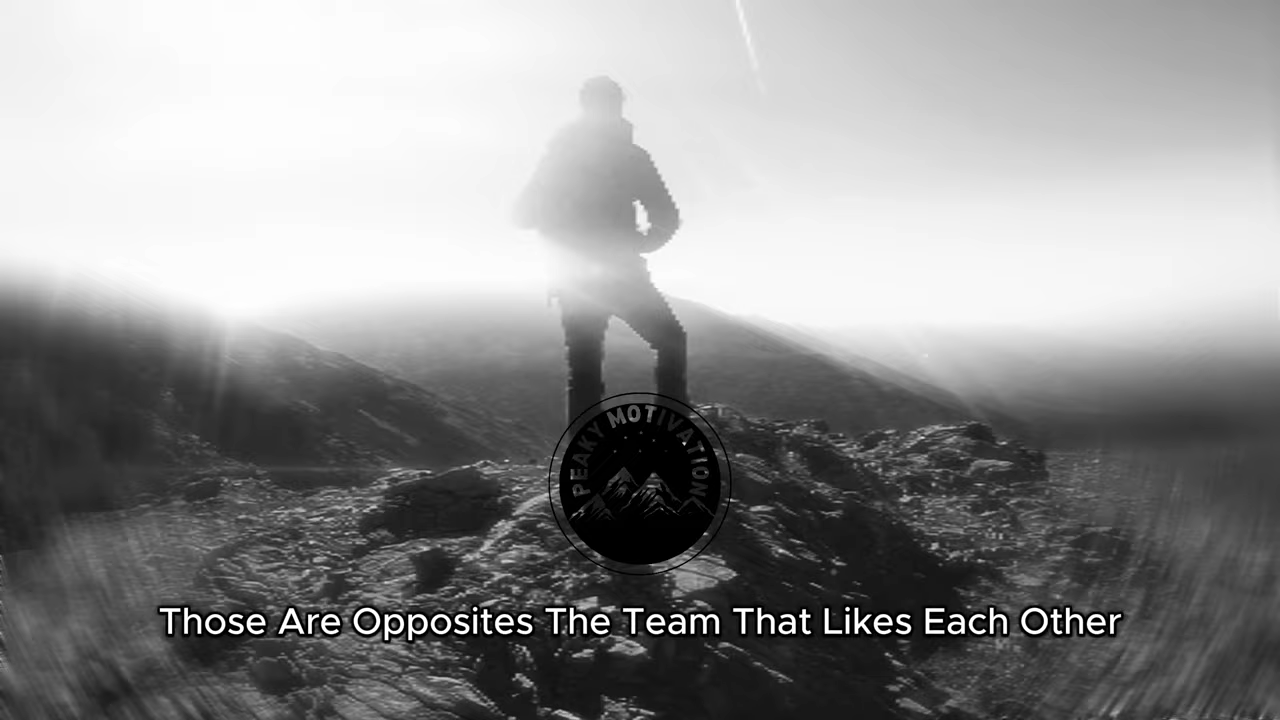 PEAKY MOTIVATION
Those Are Opposites The Team That Likes Each Other